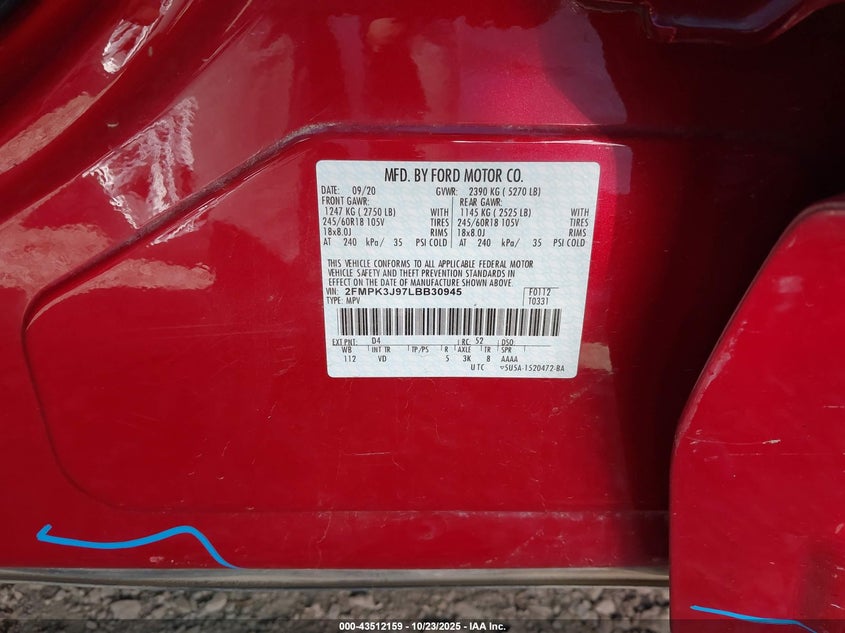 MFD. BY FORD MOTOR CO.
DATE: 09/20 GVWR: 2390 KG ( 5270 LB)
FRONT GAWR: REAR GAWR:
1247 KG ( 2750 LB) WITH 1145 KG ( 2525 LB) WITH
245/60R18 105V TIRES 245/60R18 105V TIRES
18x8.0J RIMS 18x8.0J RIMS
AT 240 kPa/ 35 PSI COLD AT 240 kPa/ 35 PSI COLD
THIS VEHICLE CONFORMS TO ALL APPLICABLE FEDERAL MOTOR
VEHICLE SAFETY AND THEFT PREVENTION STANDARDS IN
EFFECT ON THE DATE OF MANUFACTURE SHOWN ABOVE.
VIN: 2FMPK3J97LBB30945 F0112
TYPE: MPV T0331
EXT PNT: D4 RC: 52 DSO:
WB INT TR TP/PS R AXLE TR SPR
112 VD 5 3K 8 AAAA
UTC 5U5A-1520472-BA
000-43512159 | 10/23/2025 | IAA Inc.